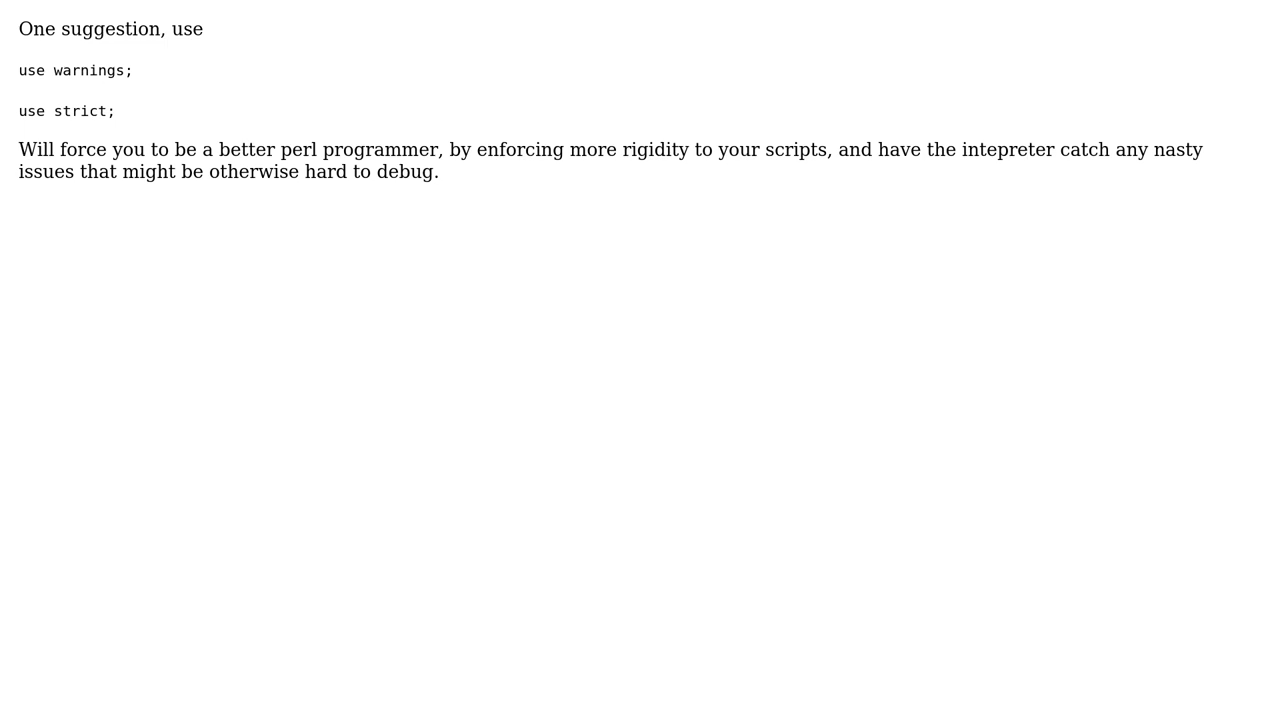 One suggestion, use
use warnings;
use strict;
Will force you to be a better perl programmer, by enforcing more rigidity to your scripts, and have the intepreter catch any nasty
issues that might be otherwise hard to debug.